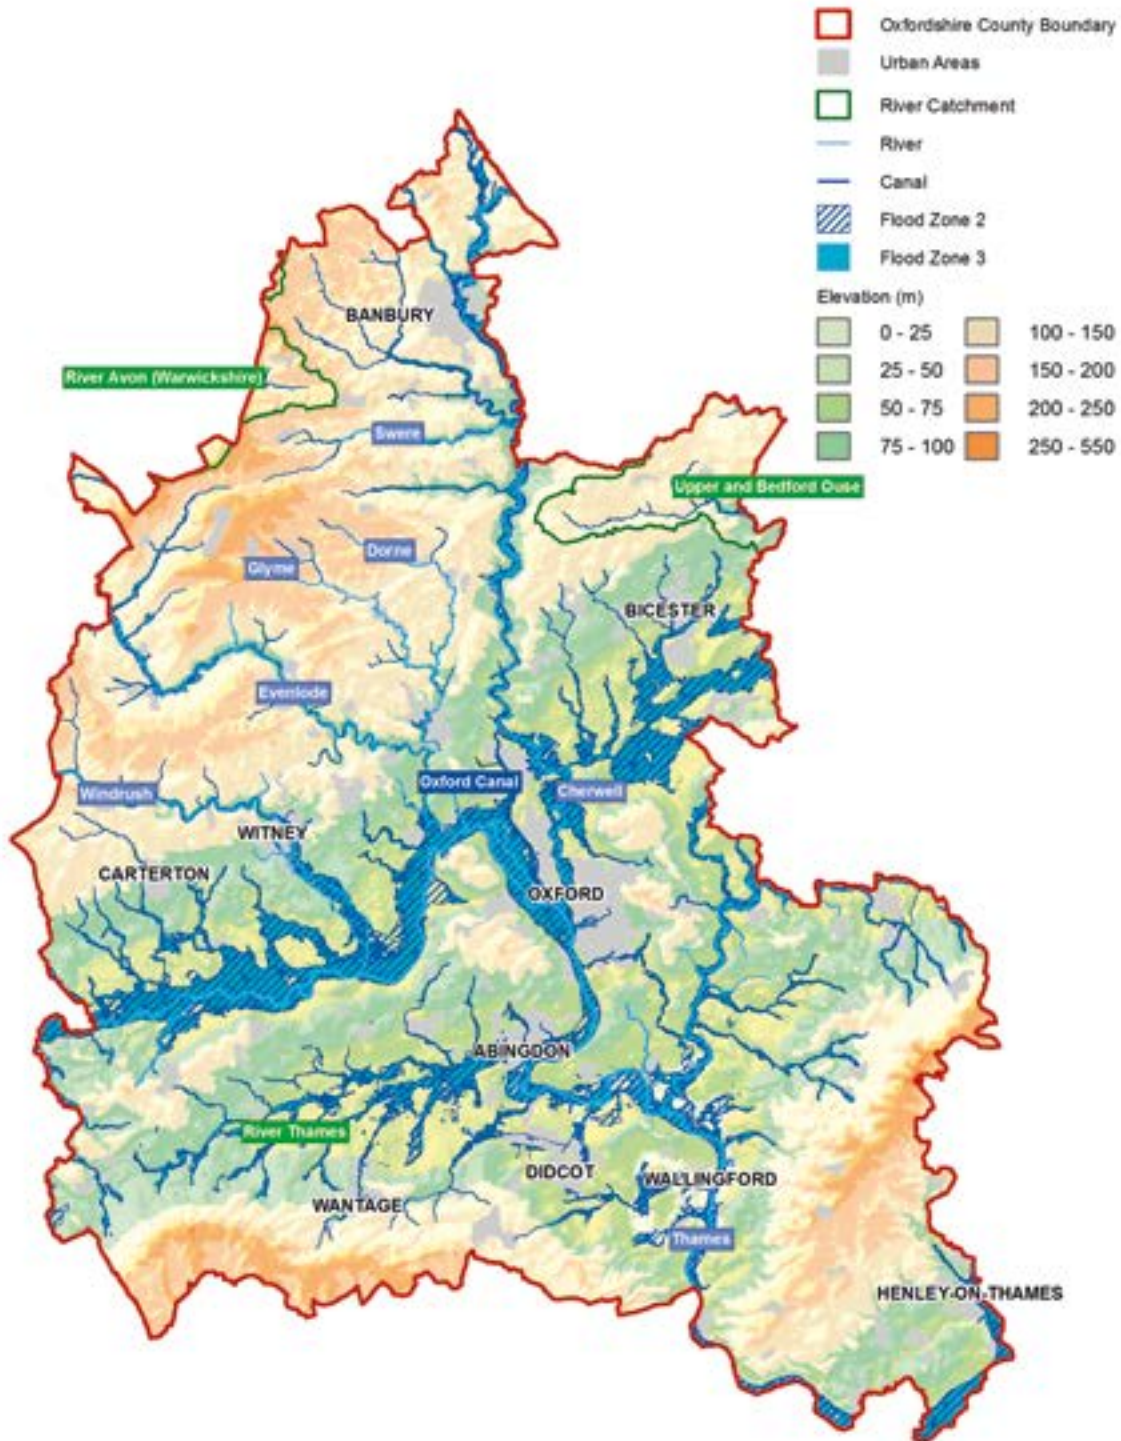 Oxfordshire County Boundary
Urban Areas
River Catchment
River
Canal
Flood Zone 2
Flood Zone 3
Elevation (m)
0 - 25 100 - 150
25 - 50 150 - 200
50 - 75 200 - 250
75 - 100 250 - 550
BANBURY
River Avon (Warwickshire)
Swere
Upper and Bedford Ouse
Dorne
Glyme
BICESTER
Evenlode
Oxford Canal
Windrush
Cherwell
WITNEY
CARTERTON
OXFORD
ABINGDON
River Thames
DIDCOT
WALLINGFORD
WANTAGE
Thames
HENLEY-ON-THAMES